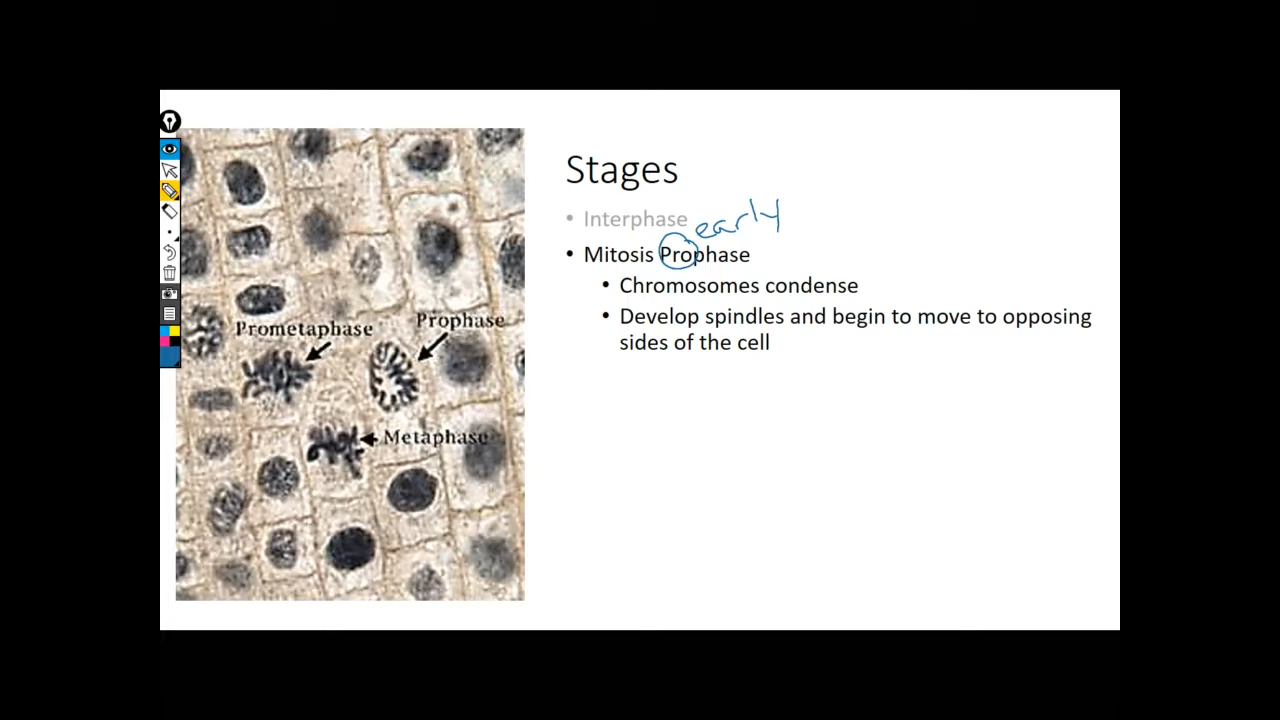 Stages
• Interphase
early
• Mitosis Prophase
• Chromosomes condense
• Develop spindles and begin to move to opposing
sides of the cell
Prometaphase
Prophase
Metaphase